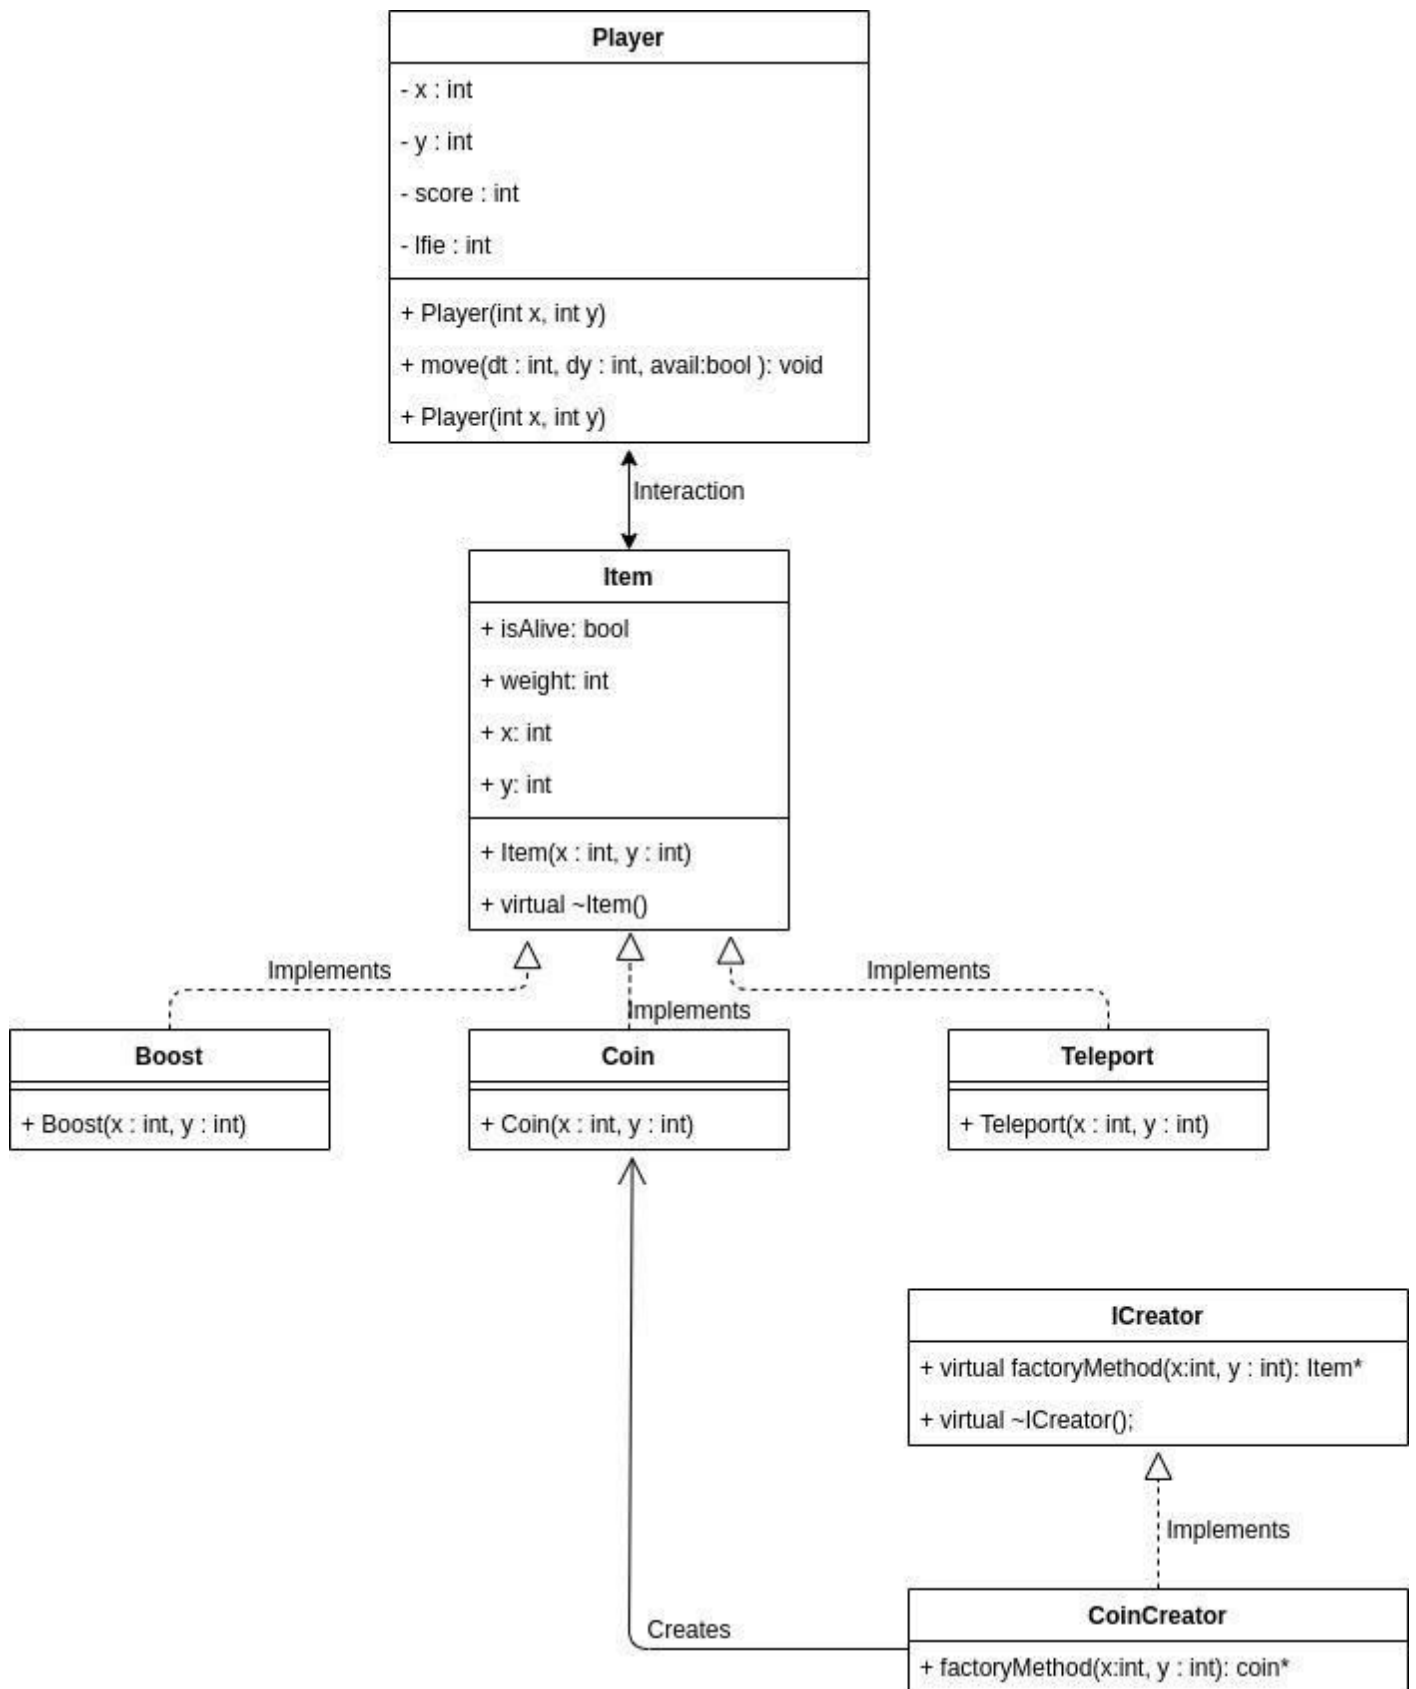 Player
- x : int
- y : int
- score : int
- lfie : int
+ Player(int x, int y)
+ move(dt : int, dy : int, avail:bool ): void
+ Player(int x, int y)
Interaction
Item
+ isAlive: bool
+ weight: int
+ x: int
+ y: int
+ Item(x : int, y : int)
+ virtual ~Item()
Implements
Implements
Implements
Boost
+ Boost(x : int, y : int)
Coin
+ Coin(x : int, y : int)
Teleport
+ Teleport(x : int, y : int)
ICreator
+ virtual factoryMethod(x:int, y : int): Item*
+ virtual ~ICreator();
Implements
CoinCreator
+ factoryMethod(x:int, y : int): coin*
Creates